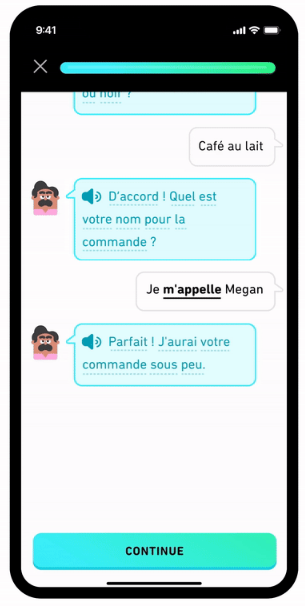 9:41
ou noir ?
Café au lait
D'accord ! Quel est
votre nom pour la
commande ?
Je m'appelle Megan
Parfait ! J'aurai votre
commande sous peu.
CONTINUE